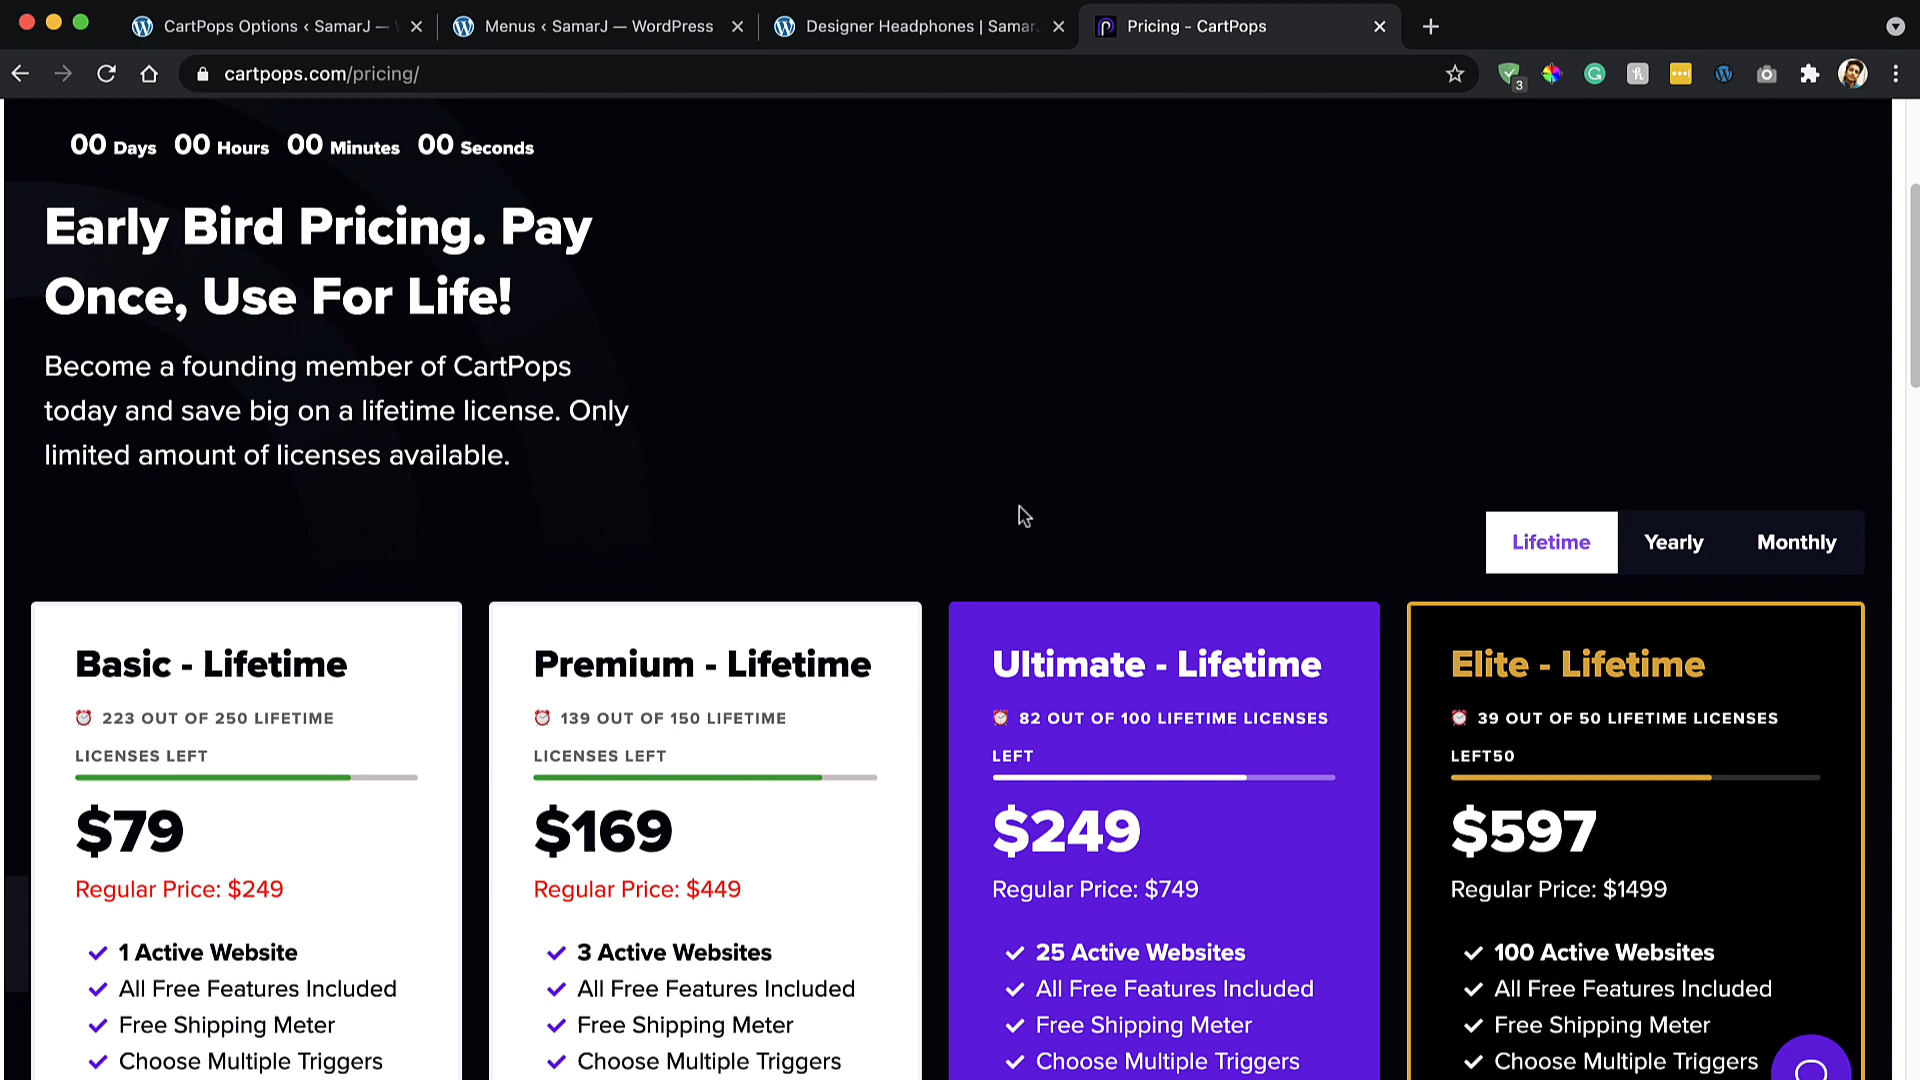 CartPops Options ‹ SamarJ —
Menus ‹ SamarJ — WordPress
Designer Headphones | Samar
Pricing - CartPops
cartpops.com/pricing/
3
00 Days 00 Hours 00 Minutes 00 Seconds
Early Bird Pricing. Pay
Once, Use For Life!
Become a founding member of CartPops
today and save big on a lifetime license. Only
limited amount of licenses available.
Lifetime Yearly Monthly
Basic - Lifetime
⏰ 223 OUT OF 250 LIFETIME
LICENSES LEFT
$79
Regular Price: $249
1 Active Website
All Free Features Included
Free Shipping Meter
Choose Multiple Triggers
Premium - Lifetime
⏰ 139 OUT OF 150 LIFETIME
LICENSES LEFT
$169
Regular Price: $449
3 Active Websites
All Free Features Included
Free Shipping Meter
Choose Multiple Triggers
Ultimate - Lifetime
⏰ 82 OUT OF 100 LIFETIME LICENSES
LEFT
$249
Regular Price: $749
25 Active Websites
All Free Features Included
Free Shipping Meter
Choose Multiple Triggers
Elite - Lifetime
⏰ 39 OUT OF 50 LIFETIME LICENSES
LEFT50
$597
Regular Price: $1499
100 Active Websites
All Free Features Included
Free Shipping Meter
Choose Multiple Triggers